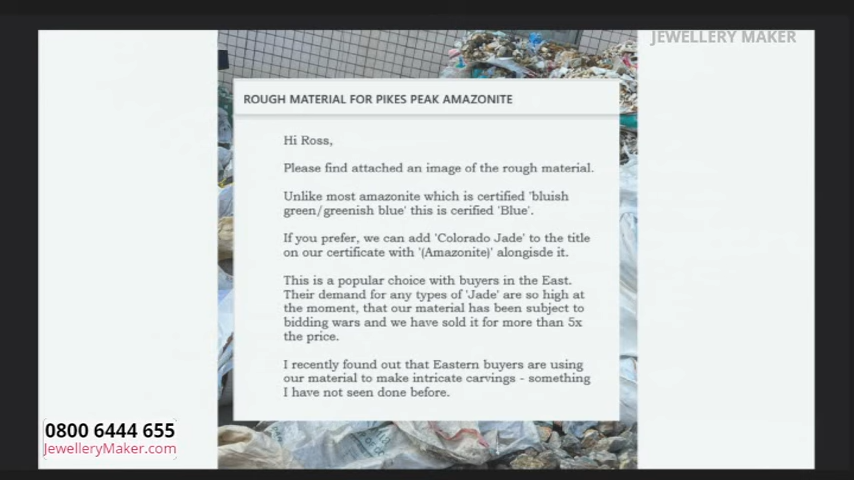 JEWELLERY MAKER
ROUGH MATERIAL FOR PIKES PEAK AMAZONITE
Hi Ross,
Please find attached an image of the rough material.
Unlike most amazonite which is certified 'bluish
green/greenish blue' this is cerified 'Blue'.
If you prefer, we can add 'Colorado Jade' to the title
on our certificate with '(Amazonite)' alongisde it.
This is a popular choice with buyers in the East.
Their demand for any types of 'Jade' are so high at
the moment, that our material has been subject to
bidding wars and we have sold it for more than 5x
the price.
I recently found out that Eastern buyers are using
our material to make intricate carvings - something
I have not seen done before.
0800 6444 655
JewelleryMaker.com